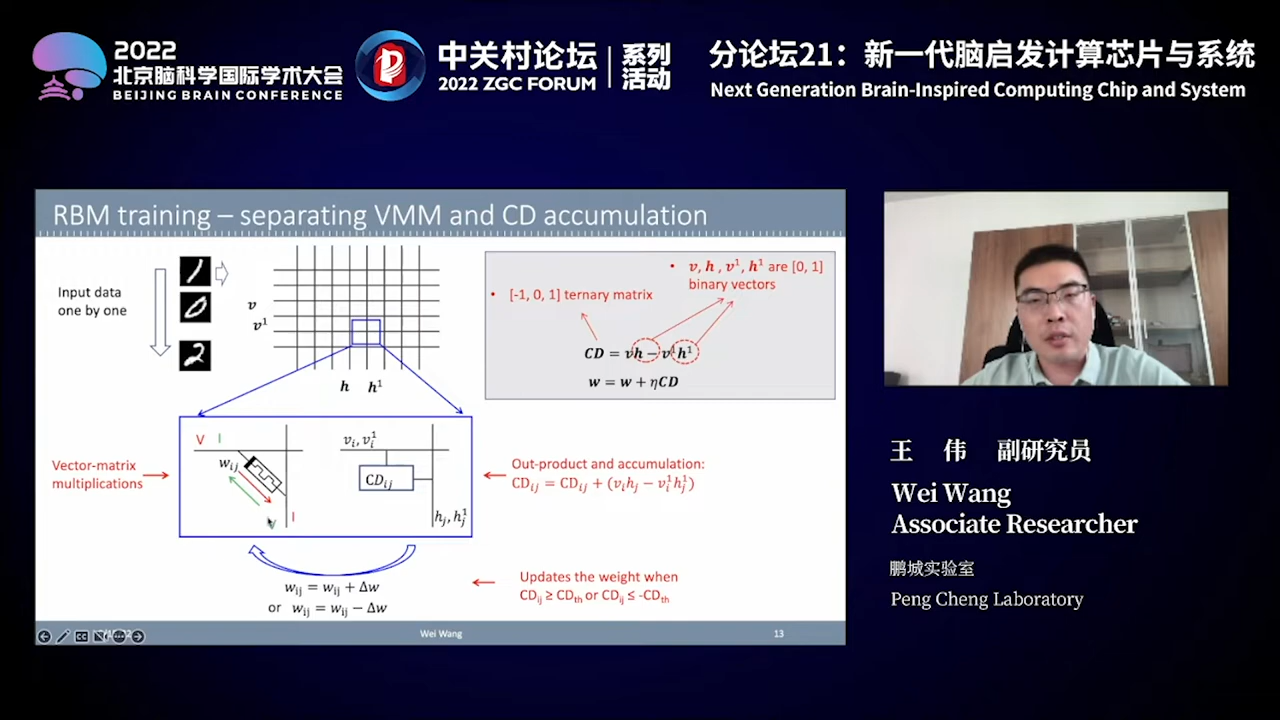 2022
北京脑科学国际学术大会
BEIJING BRAIN CONFERENCE
中关村论坛
2022 ZGC FORUM
系列
活动
分论坛21：新一代脑启发计算芯片与系统
Next Generation Brain-Inspired Computing Chip and System
RBM training – separating VMM and CD accumulation
Input data
one by one
v
v¹
h h¹
• v, h , v¹, h¹ are [0, 1]
binary vectors
• [-1, 0, 1] ternary matrix
CD = vh − v¹h¹
w = w + ηCD
Vector-matrix
multiplications
V I
wᵢⱼ
V I
vᵢ, vᵢ¹
CDᵢⱼ
hⱼ, hⱼ¹
Out-product and accumulation:
CDᵢⱼ = CDᵢⱼ + (vᵢhⱼ − vᵢ¹hⱼ¹)
wᵢⱼ = wᵢⱼ + Δw
or wᵢⱼ = wᵢⱼ − Δw
Updates the weight when
CDᵢⱼ ≥ CDth or CDᵢⱼ ≤ -CDth
Wei Wang
13
王 伟 副研究员
Wei Wang
Associate Researcher
鹏城实验室
Peng Cheng Laboratory